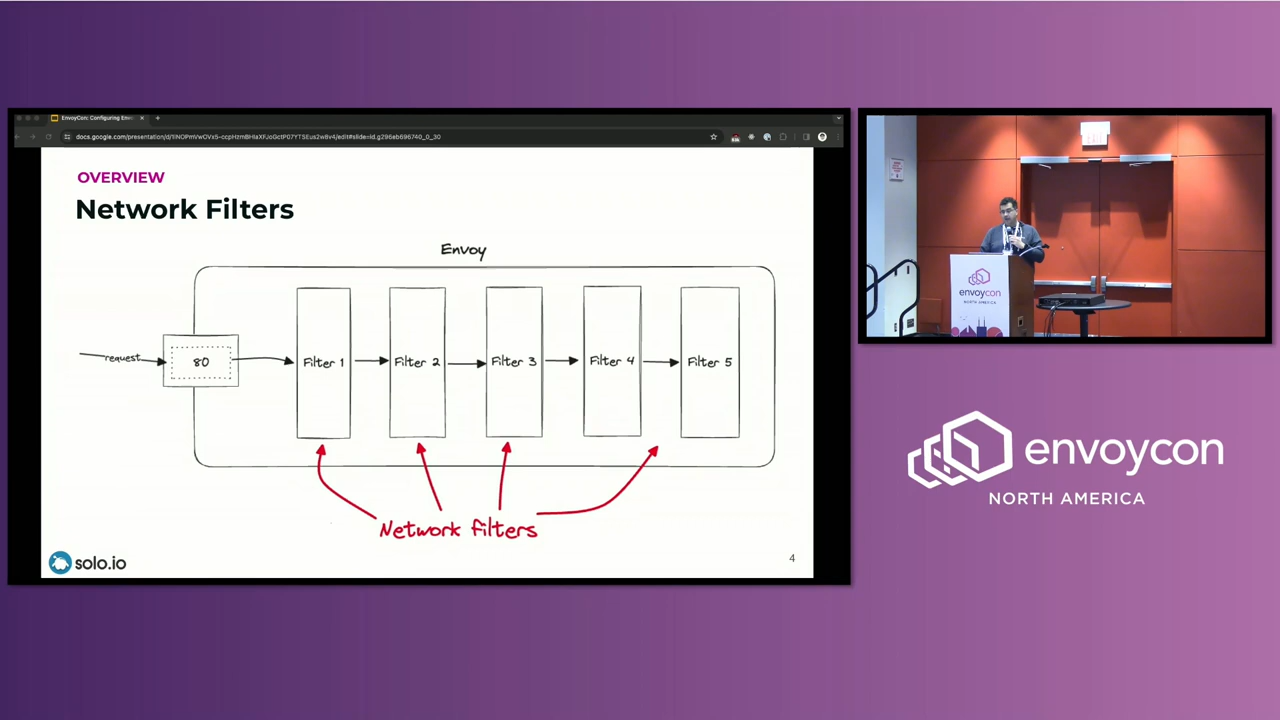 EnvoyCon: Configuring Env
OVERVIEW
Network Filters
Envoy
request
80
Filter 1
Filter 2
Filter 3
Filter 4
Filter 5
Network filters
solo.io
4
envoycon
NORTH AMERICA
envoycon
NORTH AMERICA